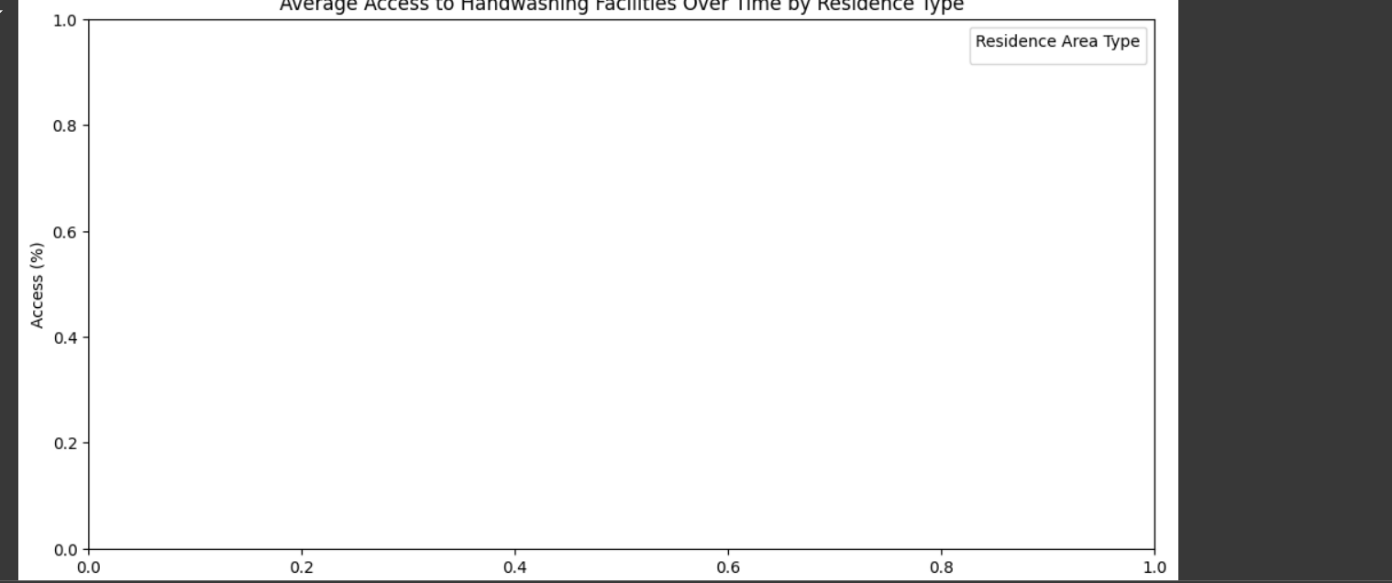 Average Access to Handwashing Facilities Over Time by Residence Type
1.0
Residence Area Type
0.8
0.6
Access (%)
0.4
0.2
0.0
0.0 0.2 0.4 0.6 0.8 1.0